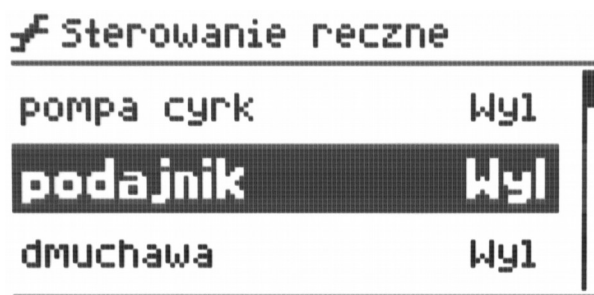 Sterowanie reczne
pompa cyrk Wyl
podajnik Wyl
dmuchawa Wyl